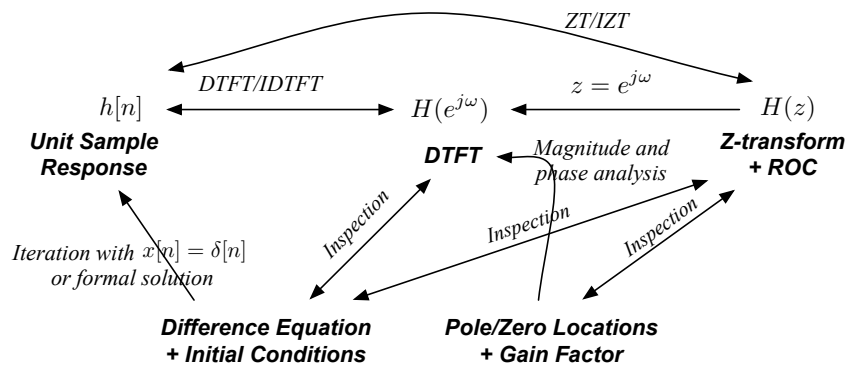 ZT/IZT
DTFT/IDTFT
z = e^{jω}
h[n]
H(e^{jω})
H(z)
Unit Sample
Response
DTFT
Magnitude and
phase analysis
Z-transform
+ ROC
Inspection
Inspection
Inspection
Iteration with x[n] = δ[n]
or formal solution
Difference Equation
+ Initial Conditions
Pole/Zero Locations
+ Gain Factor